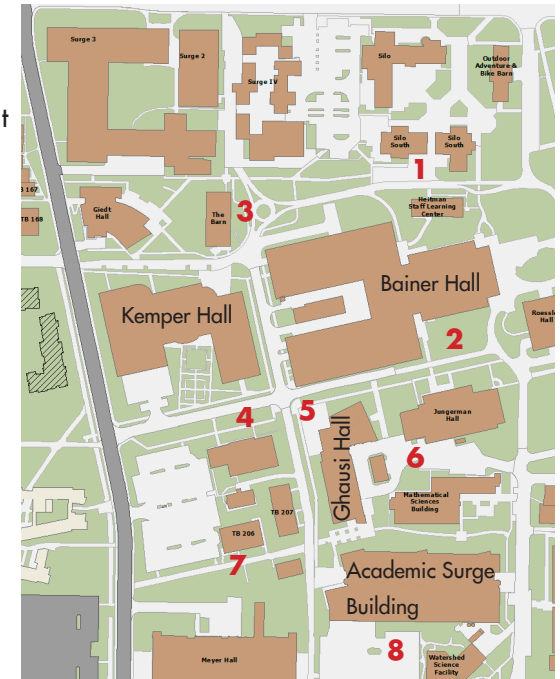 Surge 3
Surge 2
Surge IV
Silo
Outdoor
Adventure &
Bike Barn
t
Silo
South
Silo
South
1
167
Giedt
Hall
The
Barn
3
Heitman
Staff Learning
Center
TB 168
Bainer Hall
Kemper Hall
Roessl
Hall
2
4
5
Jungerman
Hall
Ghausi Hall
6
Mathematical
Sciences
Building
TB 207
TB 206
7
Academic Surge
Building
8
Meyer Hall
Watershed
Science
Facility